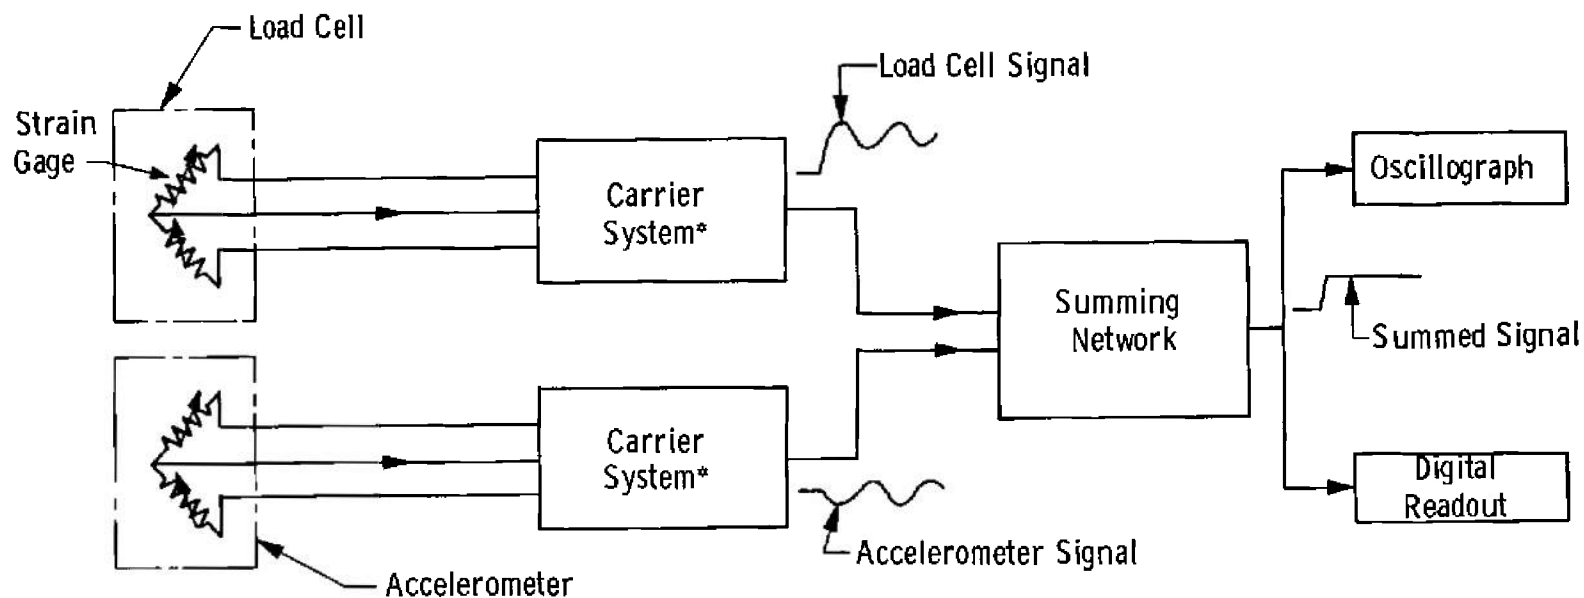 Load Cell
Load Cell Signal
Strain
Gage
Carrier
System*
Oscillograph
Summing
Network
Summed Signal
Carrier
System*
Digital
Readout
Accelerometer Signal
Accelerometer